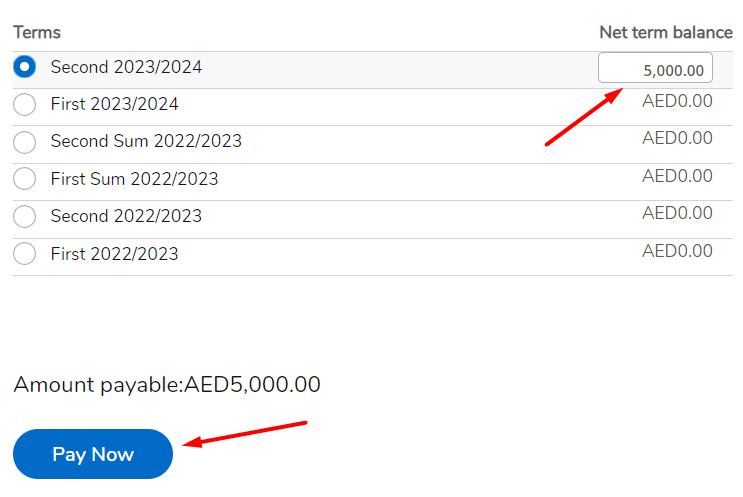 Terms Net term balance
Second 2023/2024 5,000.00
First 2023/2024 AED0.00
Second Sum 2022/2023 AED0.00
First Sum 2022/2023 AED0.00
Second 2022/2023 AED0.00
First 2022/2023 AED0.00
Amount payable:AED5,000.00
Pay Now